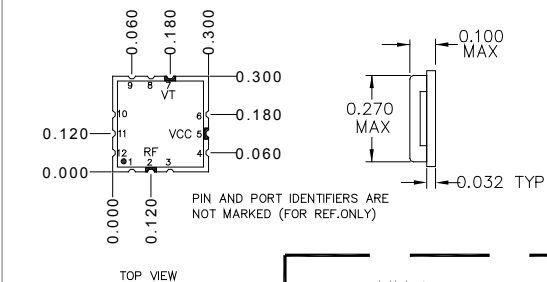 0.060
0.180
0.300
0.100
MAX
9 8 7
VT
0.300
10
6
0.180
0.270
MAX
0.120
11
VCC
5
RF
12
4
0.060
0.000
1 2 3
0.032 TYP
0.000
0.120
PIN AND PORT IDENTIFIERS ARE
NOT MARKED (FOR REF.ONLY)
TOP VIEW